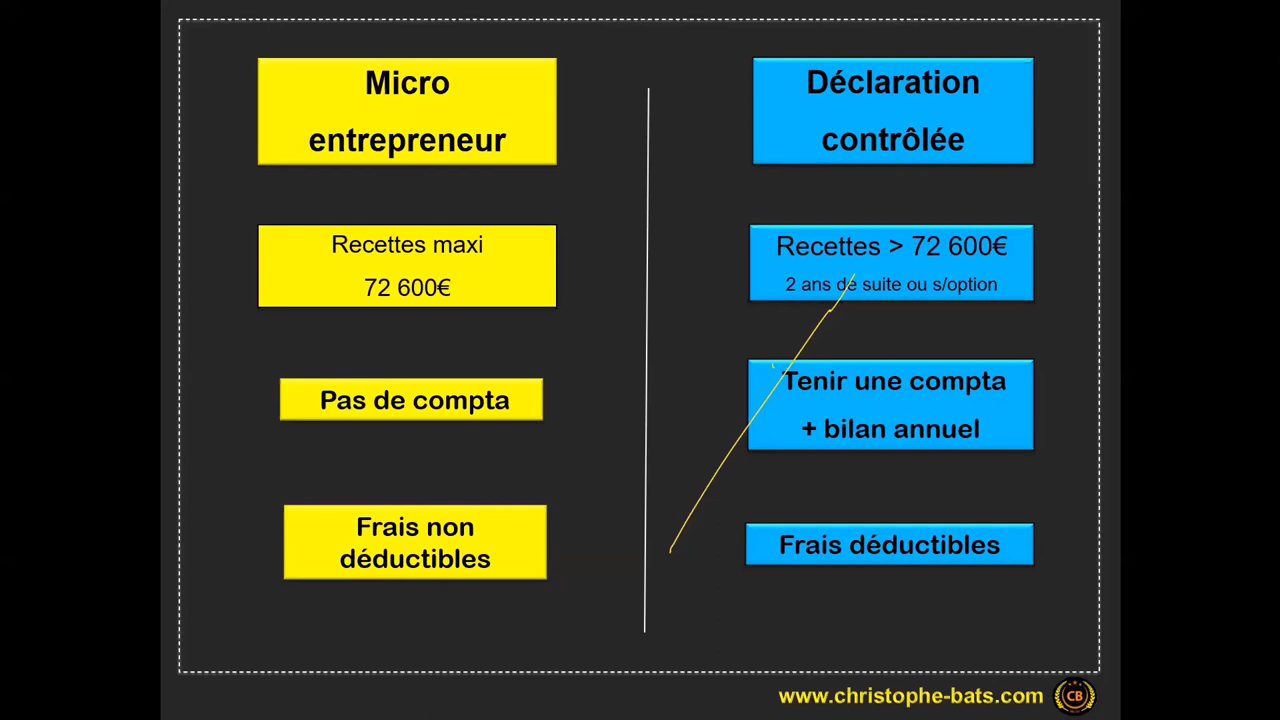 Micro
entrepreneur
Recettes maxi
72 600€
Pas de compta
Frais non
déductibles
Déclaration
contrôlée
Recettes > 72 600€
2 ans de suite ou s/option
Tenir une compta
+ bilan annuel
Frais déductibles
www.christophe-bats.com
CB